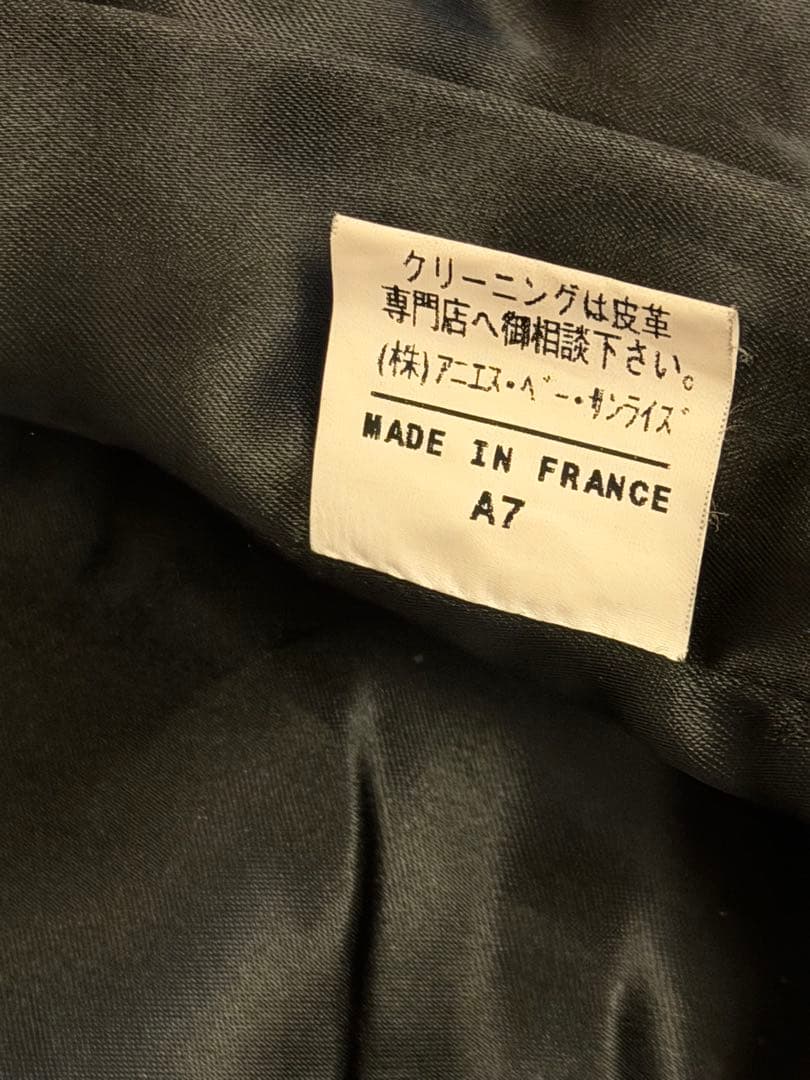 クリーニングは皮革
専門店へ御相談下さい。
(株)アニエス・ベー・サンライズ
MADE IN FRANCE
A7